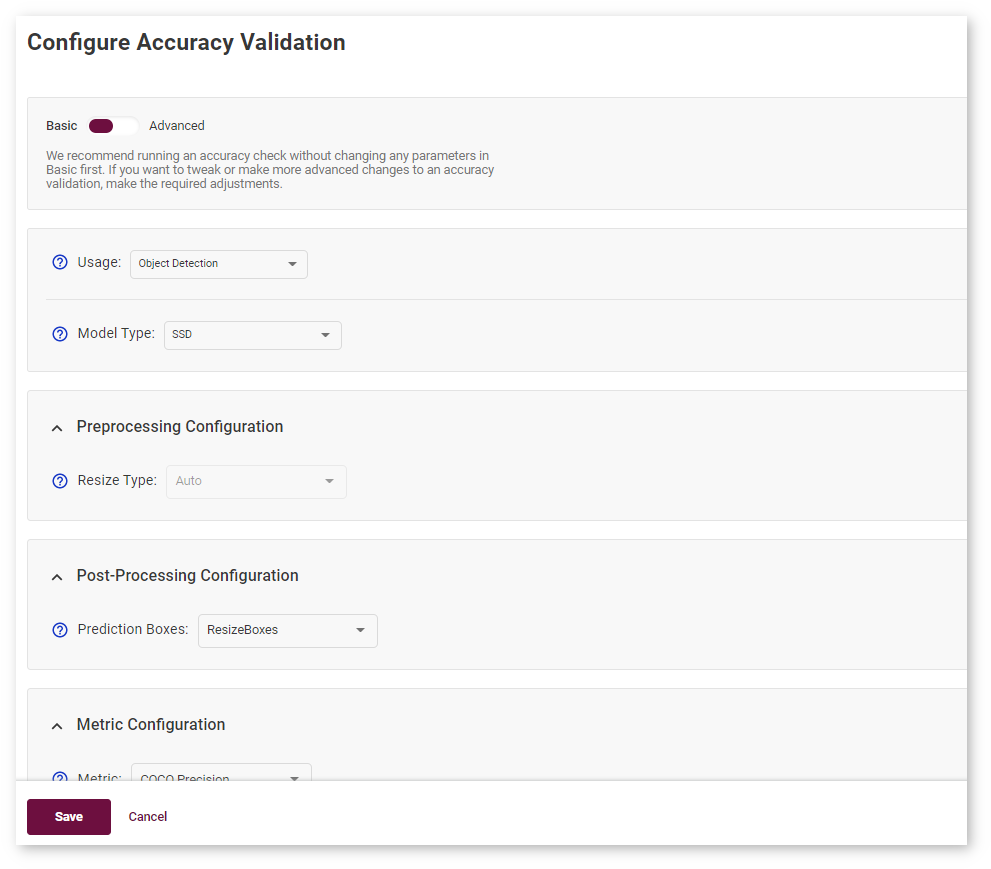 Configure Accuracy Validation
Basic Advanced
We recommend running an accuracy check without changing any parameters in
Basic first. If you want to tweak or make more advanced changes to an accuracy
validation, make the required adjustments.
Usage: Object Detection
Model Type: SSD
Preprocessing Configuration
Resize Type: Auto
Post-Processing Configuration
Prediction Boxes: ResizeBoxes
Metric Configuration
Metric: COCO Precision
Save Cancel